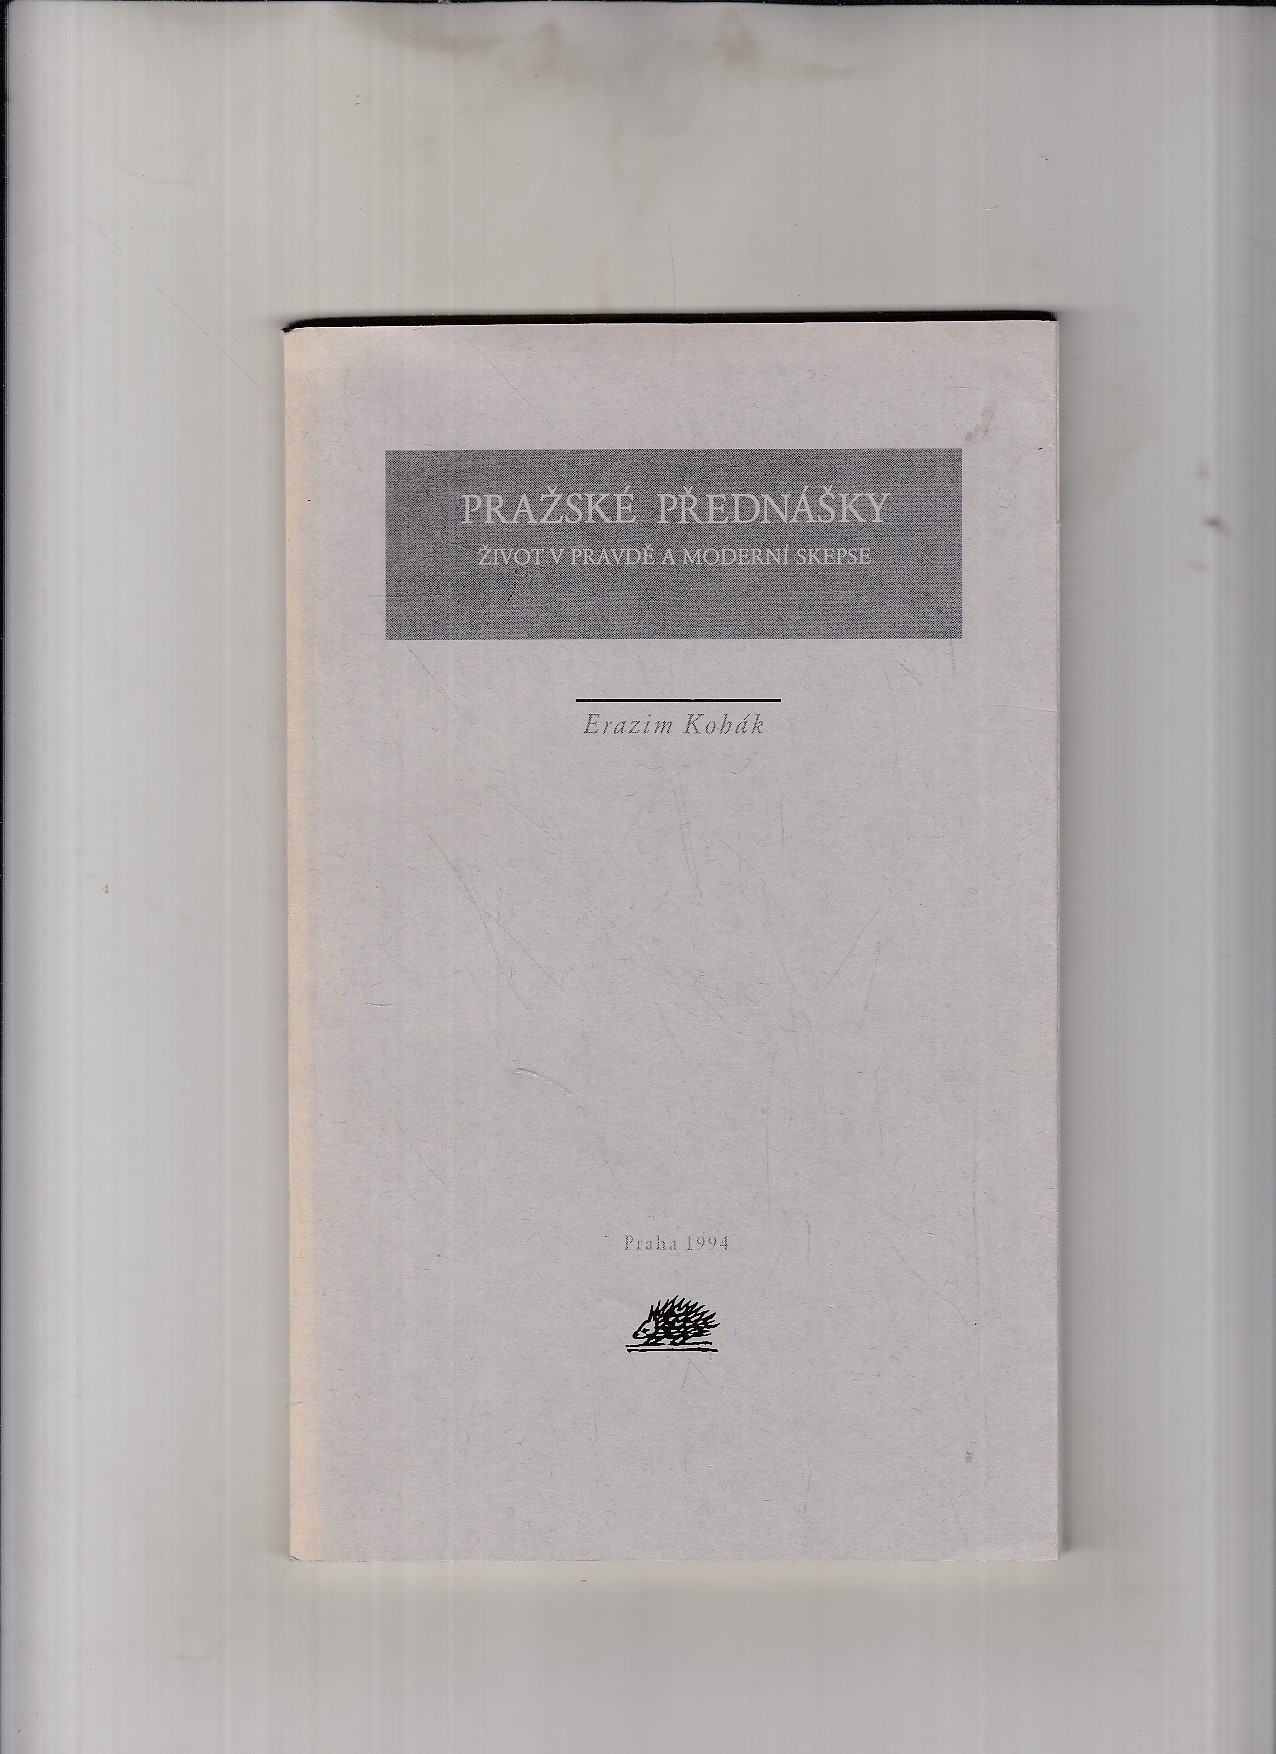 PRAŽSKÉ PŘEDNÁŠKY
ŽIVOT V PRAVDĚ A MODERNÍ SKEPSE
Erazim Kohák
Praha 1994